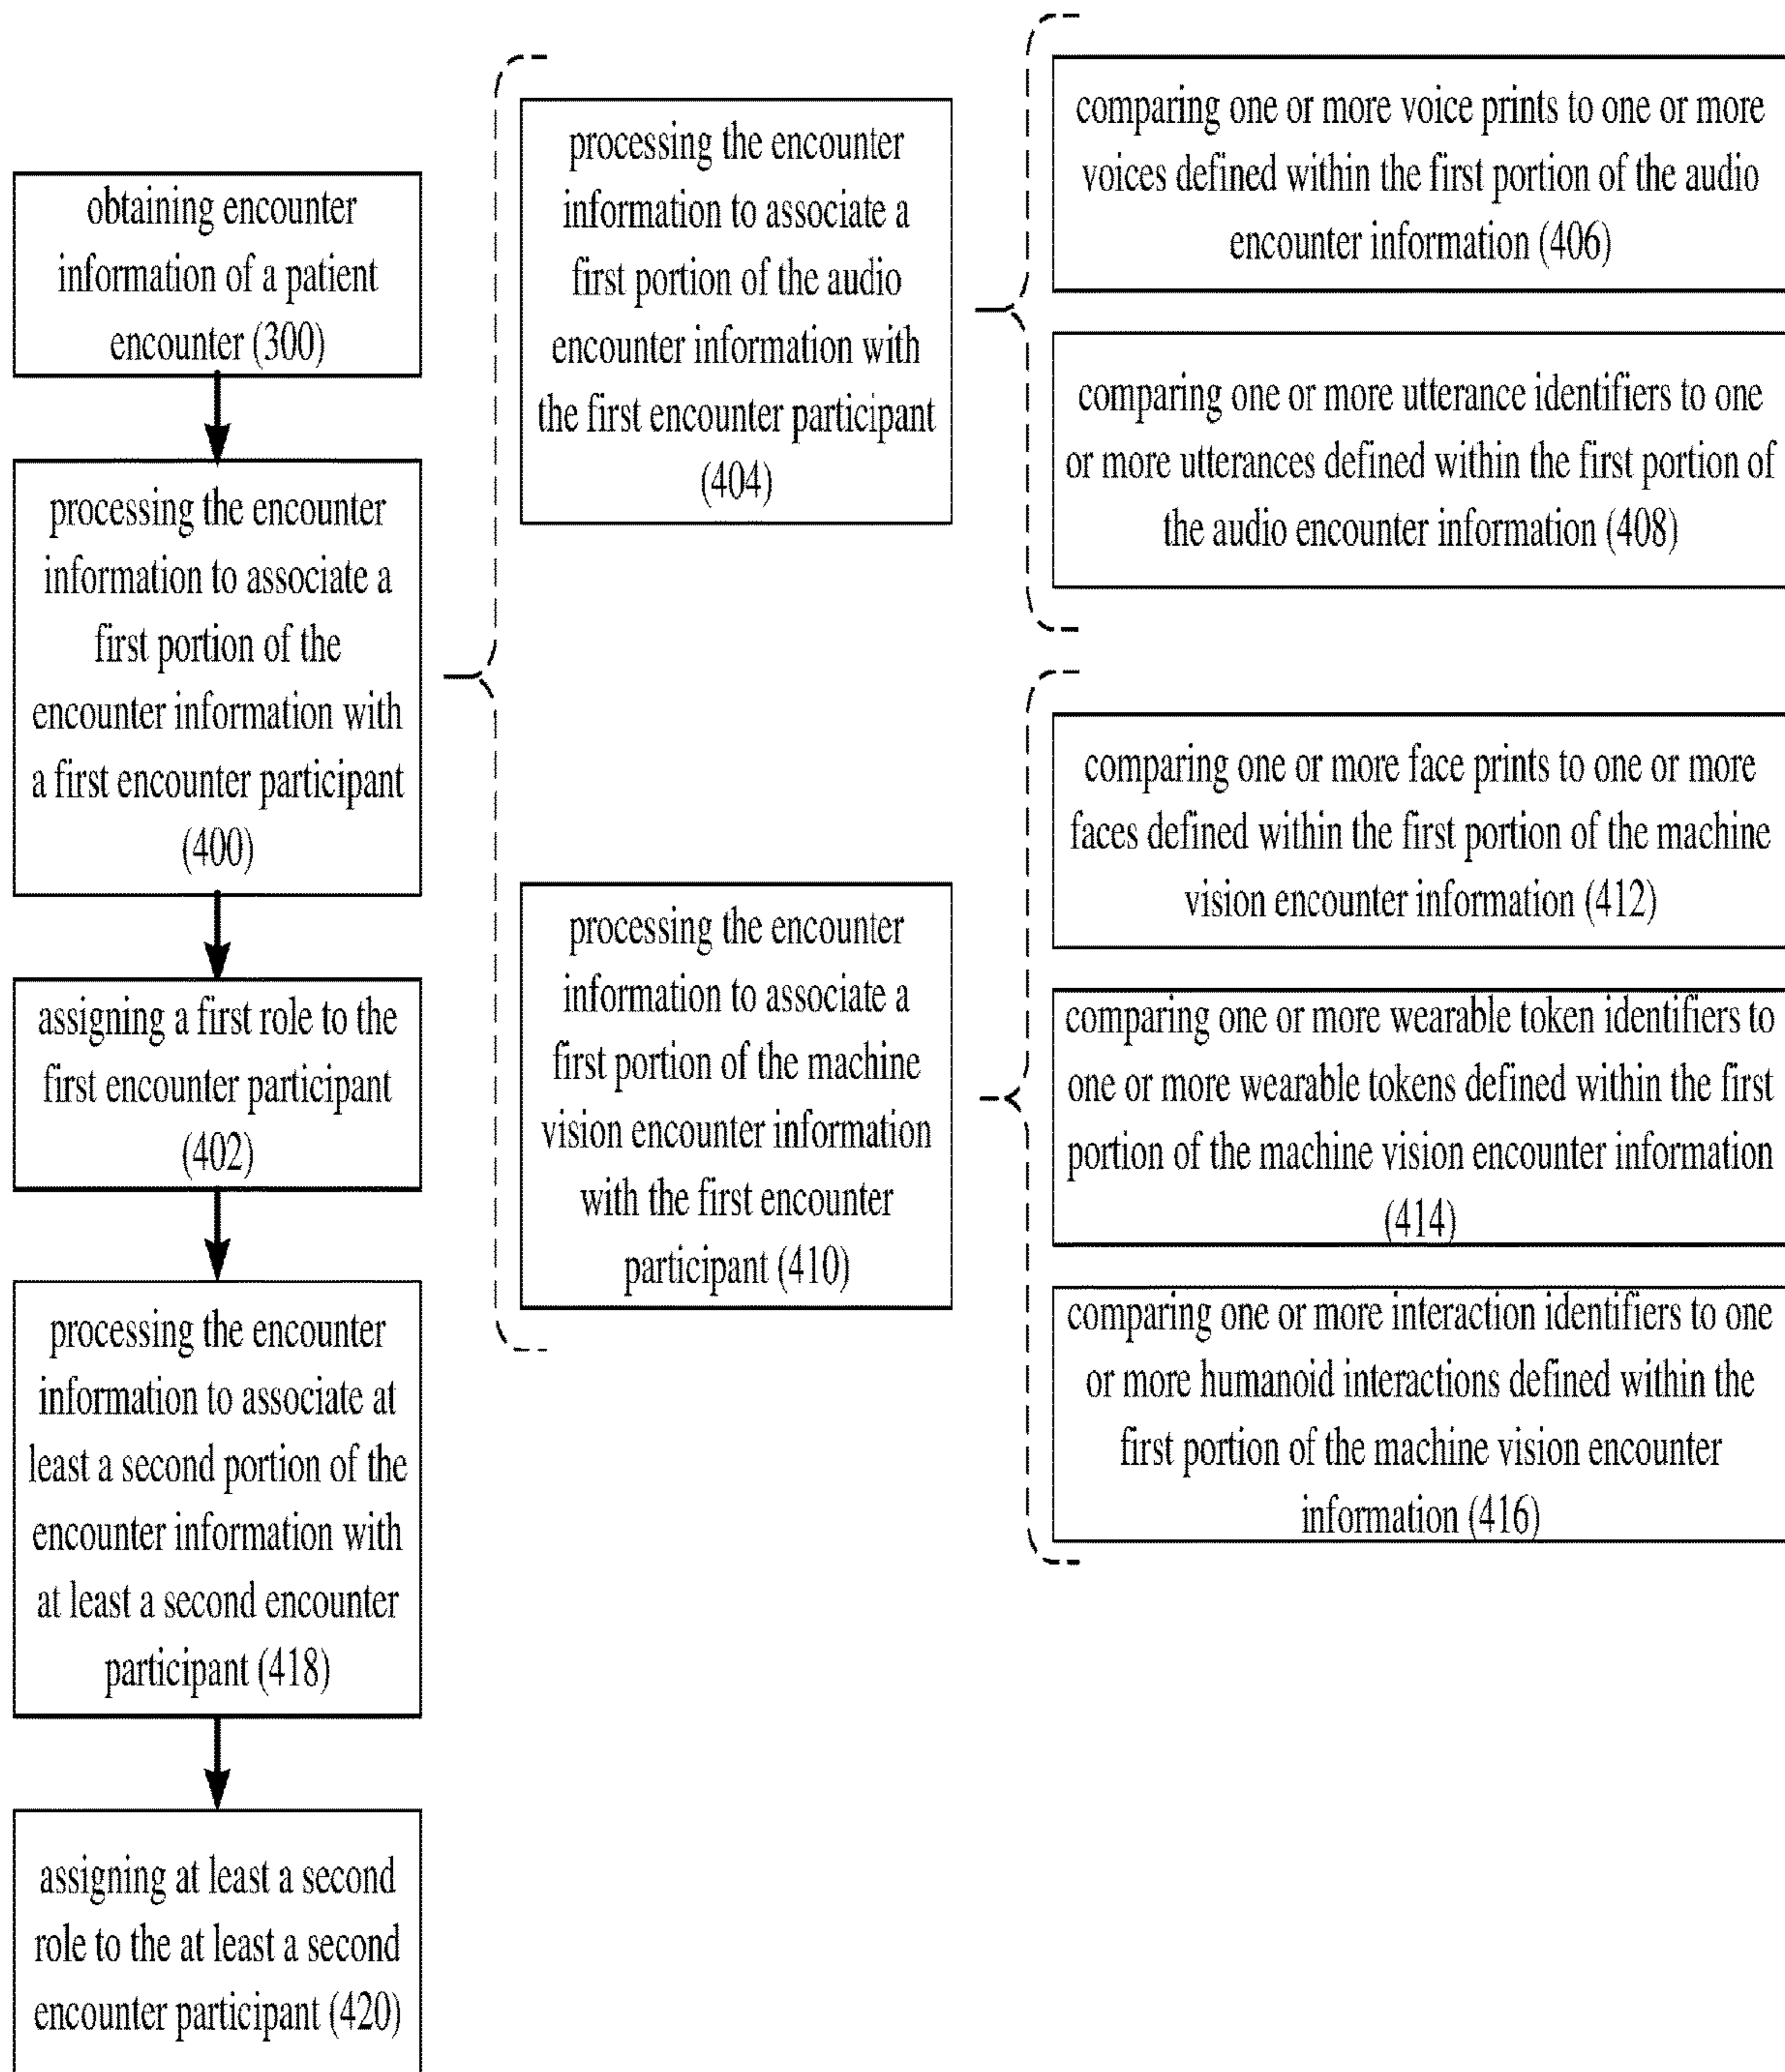 obtaining encounter
information of a patient
encounter (300)
processing the encounter
information to associate a
first portion of the
encounter information with
a first encounter participant
(400)
assigning a first role to the
first encounter participant
(402)
processing the encounter
information to associate at
least a second portion of the
encounter information with
at least a second encounter
participant (418)
assigning at least a second
role to the at least a second
encounter participant (420)
processing the encounter
information to associate a
first portion of the audio
encounter information with
the first encounter participant
(404)
processing the encounter
information to associate a
first portion of the machine
vision encounter information
with the first encounter
participant (410)
comparing one or more voice prints to one or more
voices defined within the first portion of the audio
encounter information (406)
comparing one or more utterance identifiers to one
or more utterances defined within the first portion of
the audio encounter information (408)
comparing one or more face prints to one or more
faces defined within the first portion of the machine
vision encounter information (412)
comparing one or more wearable token identifiers to
one or more wearable tokens defined within the first
portion of the machine vision encounter information
(414)
comparing one or more interaction identifiers to one
or more humanoid interactions defined within the
first portion of the machine vision encounter
information (416)